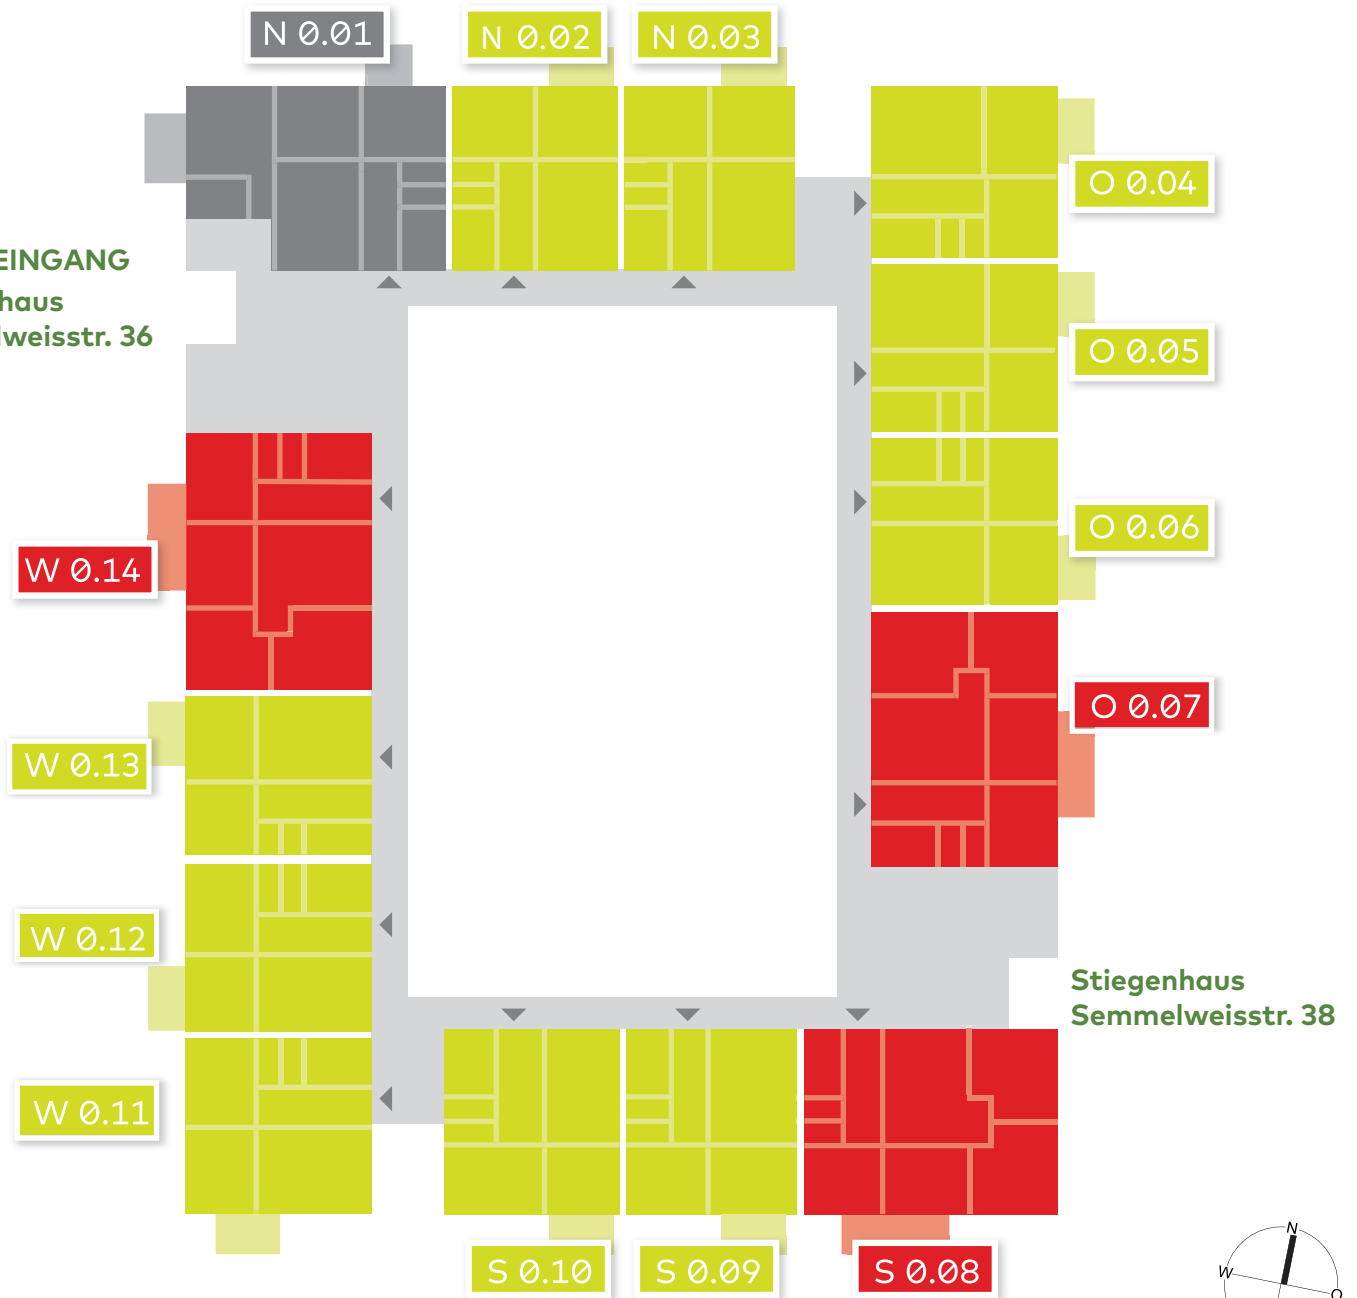 N 0.01
N 0.02
N 0.03
O 0.04
EINGANG
haus
weisstr. 36
O 0.05
O 0.06
W 0.14
O 0.07
W 0.13
W 0.12
Stiegenhaus
Semmelweisstr. 38
W 0.11
S 0.10
S 0.09
S 0.08
N
W
O